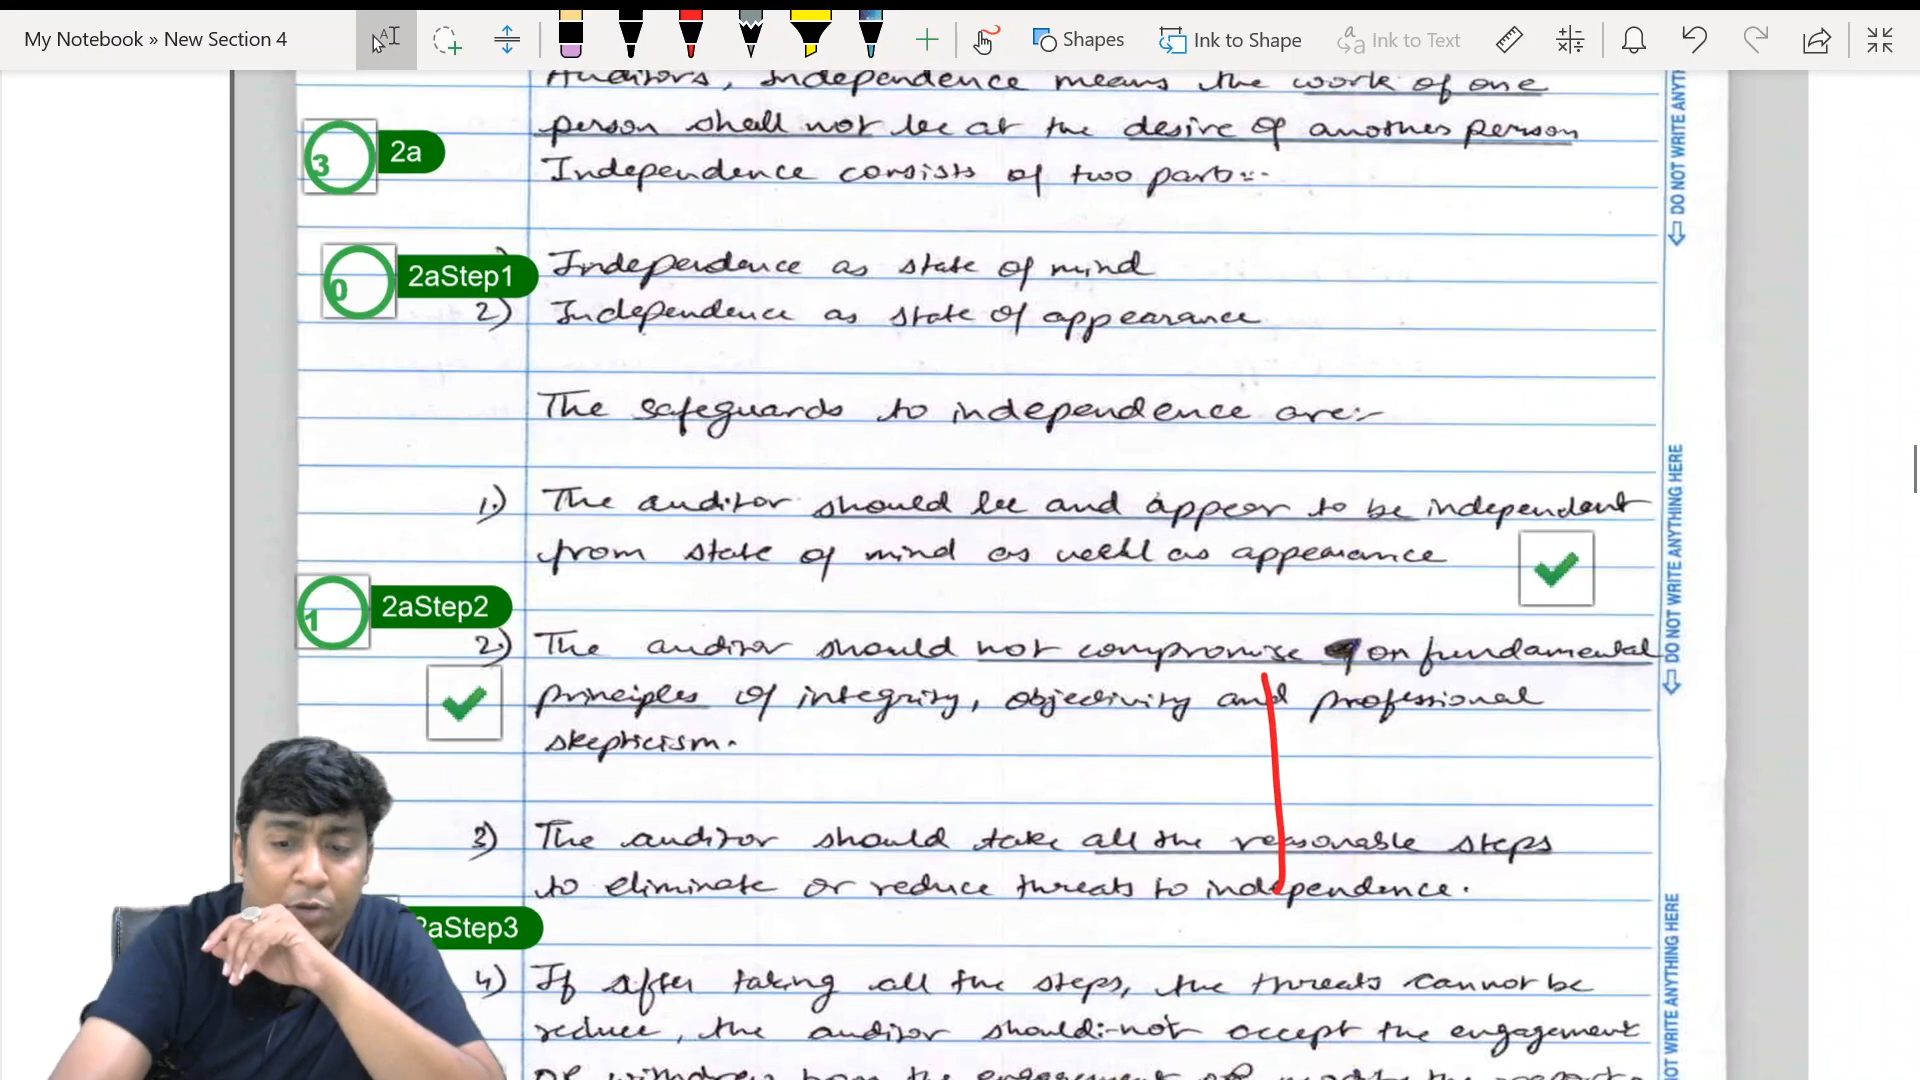 My Notebook » New Section 4
Shapes
Ink to Shape
Ink to Text
Auditors, Independence means the work of one
person shall not be at the desire of another person
3 2a
Independence consists of two parts:-
0 2aStep1
Independence as state of mind
2) Independence as state of appearance
The safeguards to independence are:-
1.) The auditor should be and appear to be independent
from state of mind as well as appearance
1 2aStep2
2.) The auditor should not compromise on fundamental
principles of integrity, objectivity and professional
skepticism.
3) The auditor should take all the reasonable steps
to eliminate or reduce threats to independence.
aStep3
4) If after taking all the steps, the threats cannot be
reduce, the auditor should:-not accept the engagement
DO NOT WRITE ANYT
DO NOT WRITE ANYTHING HERE
NOT WRITE ANYTHING HERE